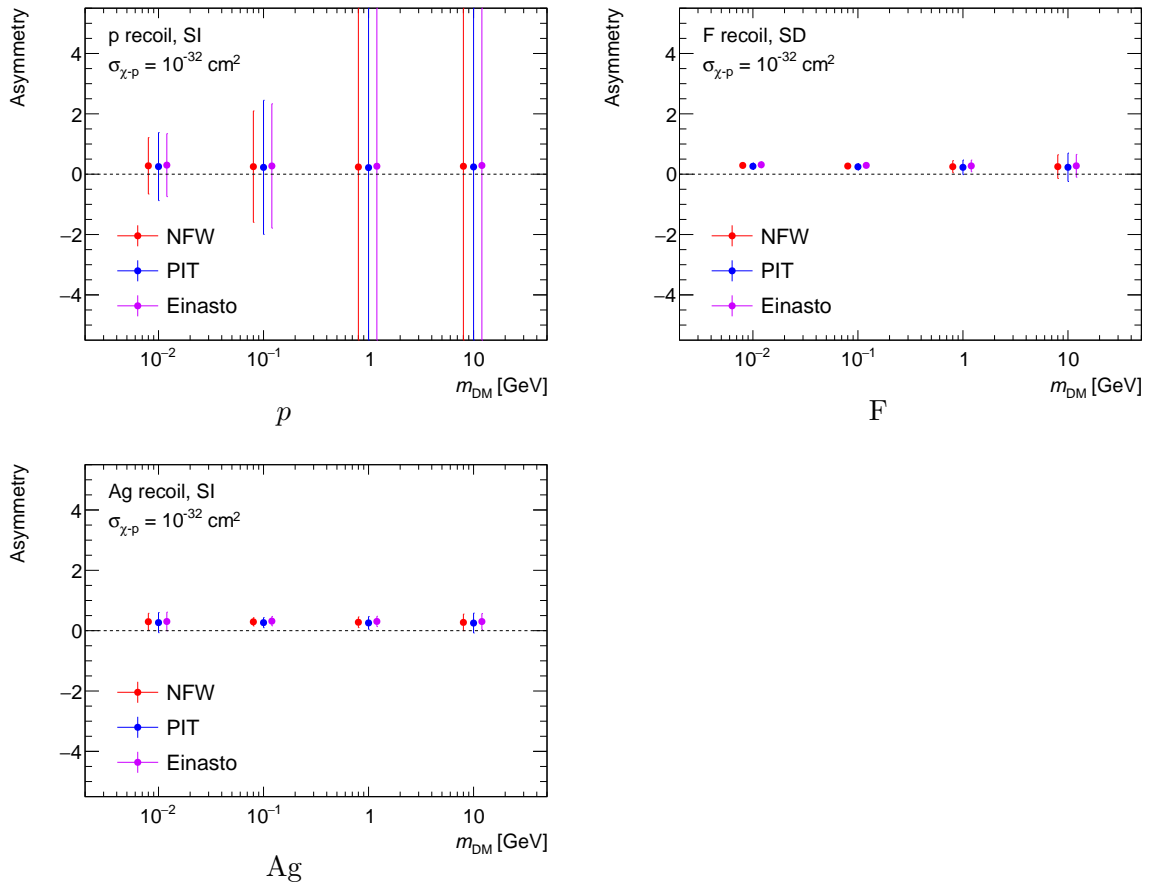 Asymmetry
p recoil, SI
σχ-p = 10⁻³² cm²
4
2
0
−2
−4
NFW
PIT
Einasto
10⁻² 10⁻¹ 1 10
mDM [GeV]
p
Asymmetry
F recoil, SD
σχ-p = 10⁻³² cm²
4
2
0
−2
−4
NFW
PIT
Einasto
10⁻² 10⁻¹ 1 10
mDM [GeV]
F
Asymmetry
Ag recoil, SI
σχ-p = 10⁻³² cm²
4
2
0
−2
−4
NFW
PIT
Einasto
10⁻² 10⁻¹ 1 10
mDM [GeV]
Ag